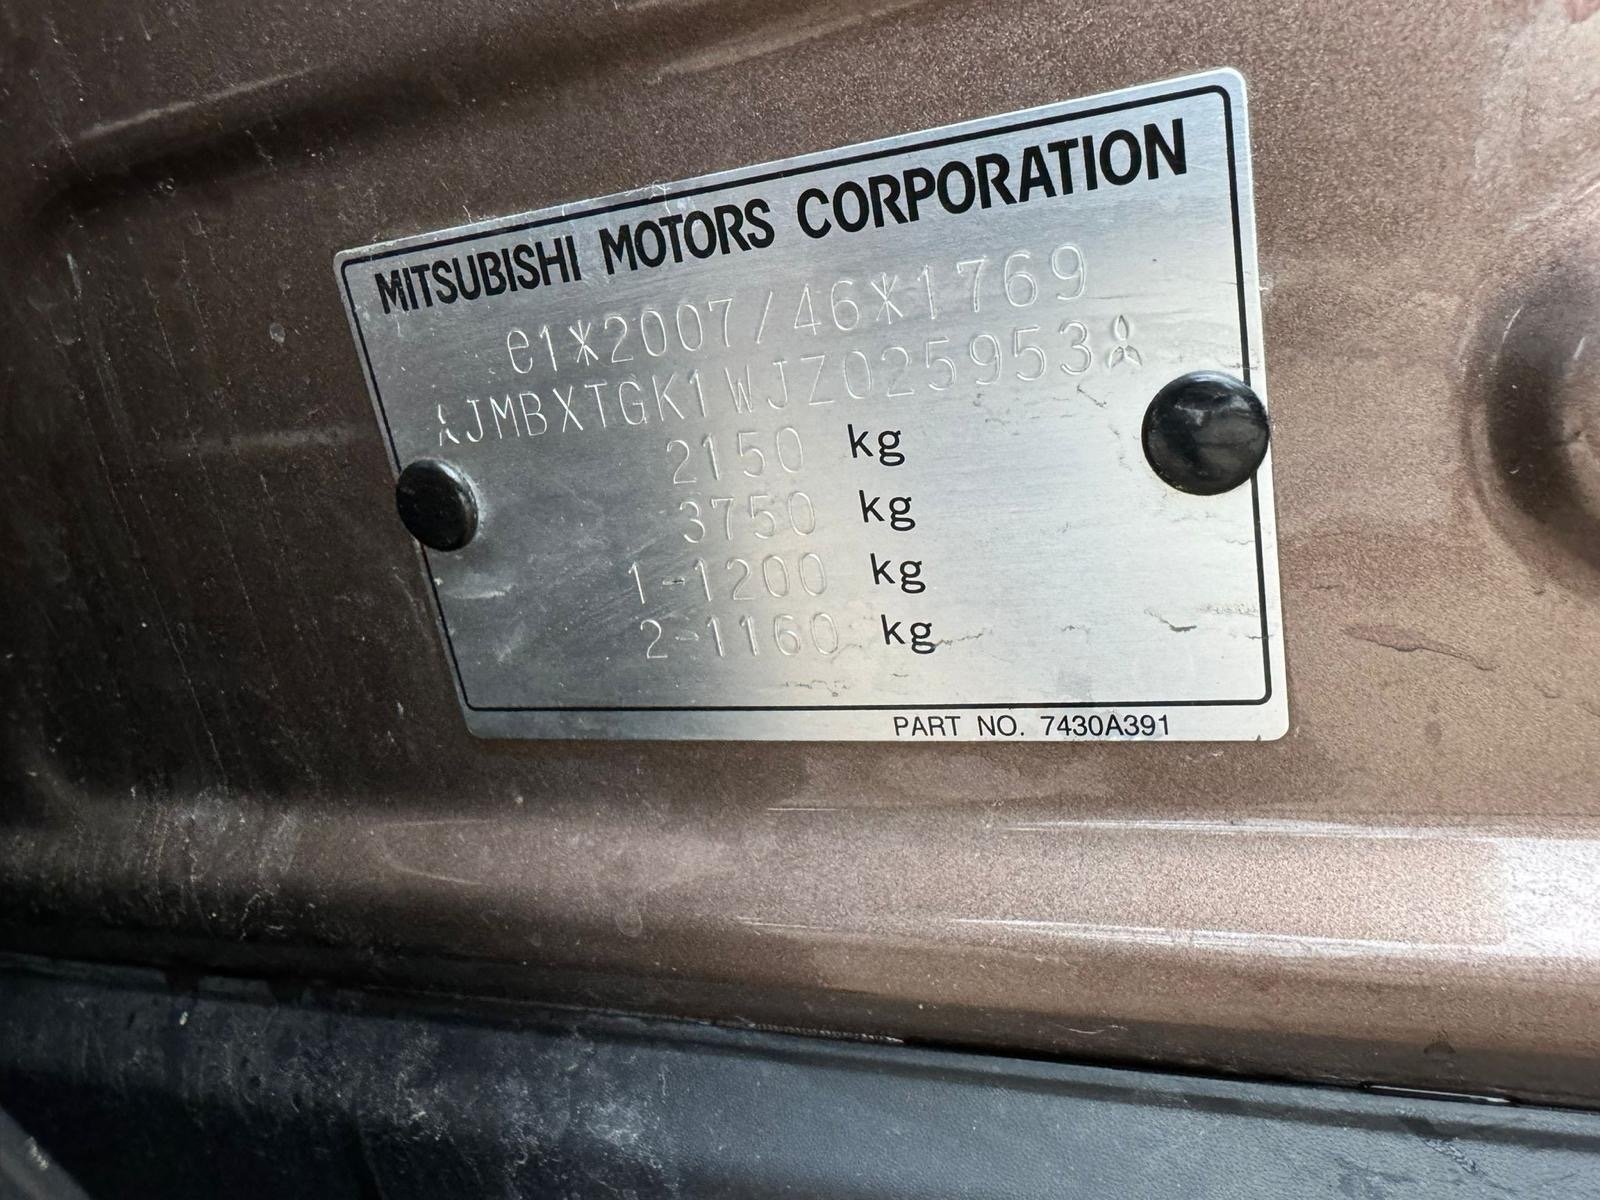 MITSUBISHI MOTORS CORPORATION
e1*2007/46*1769
JMBXTGK1WJZ025953
2150 kg
3750 kg
1-1200 kg
2-1160 kg
PART NO. 7430A391